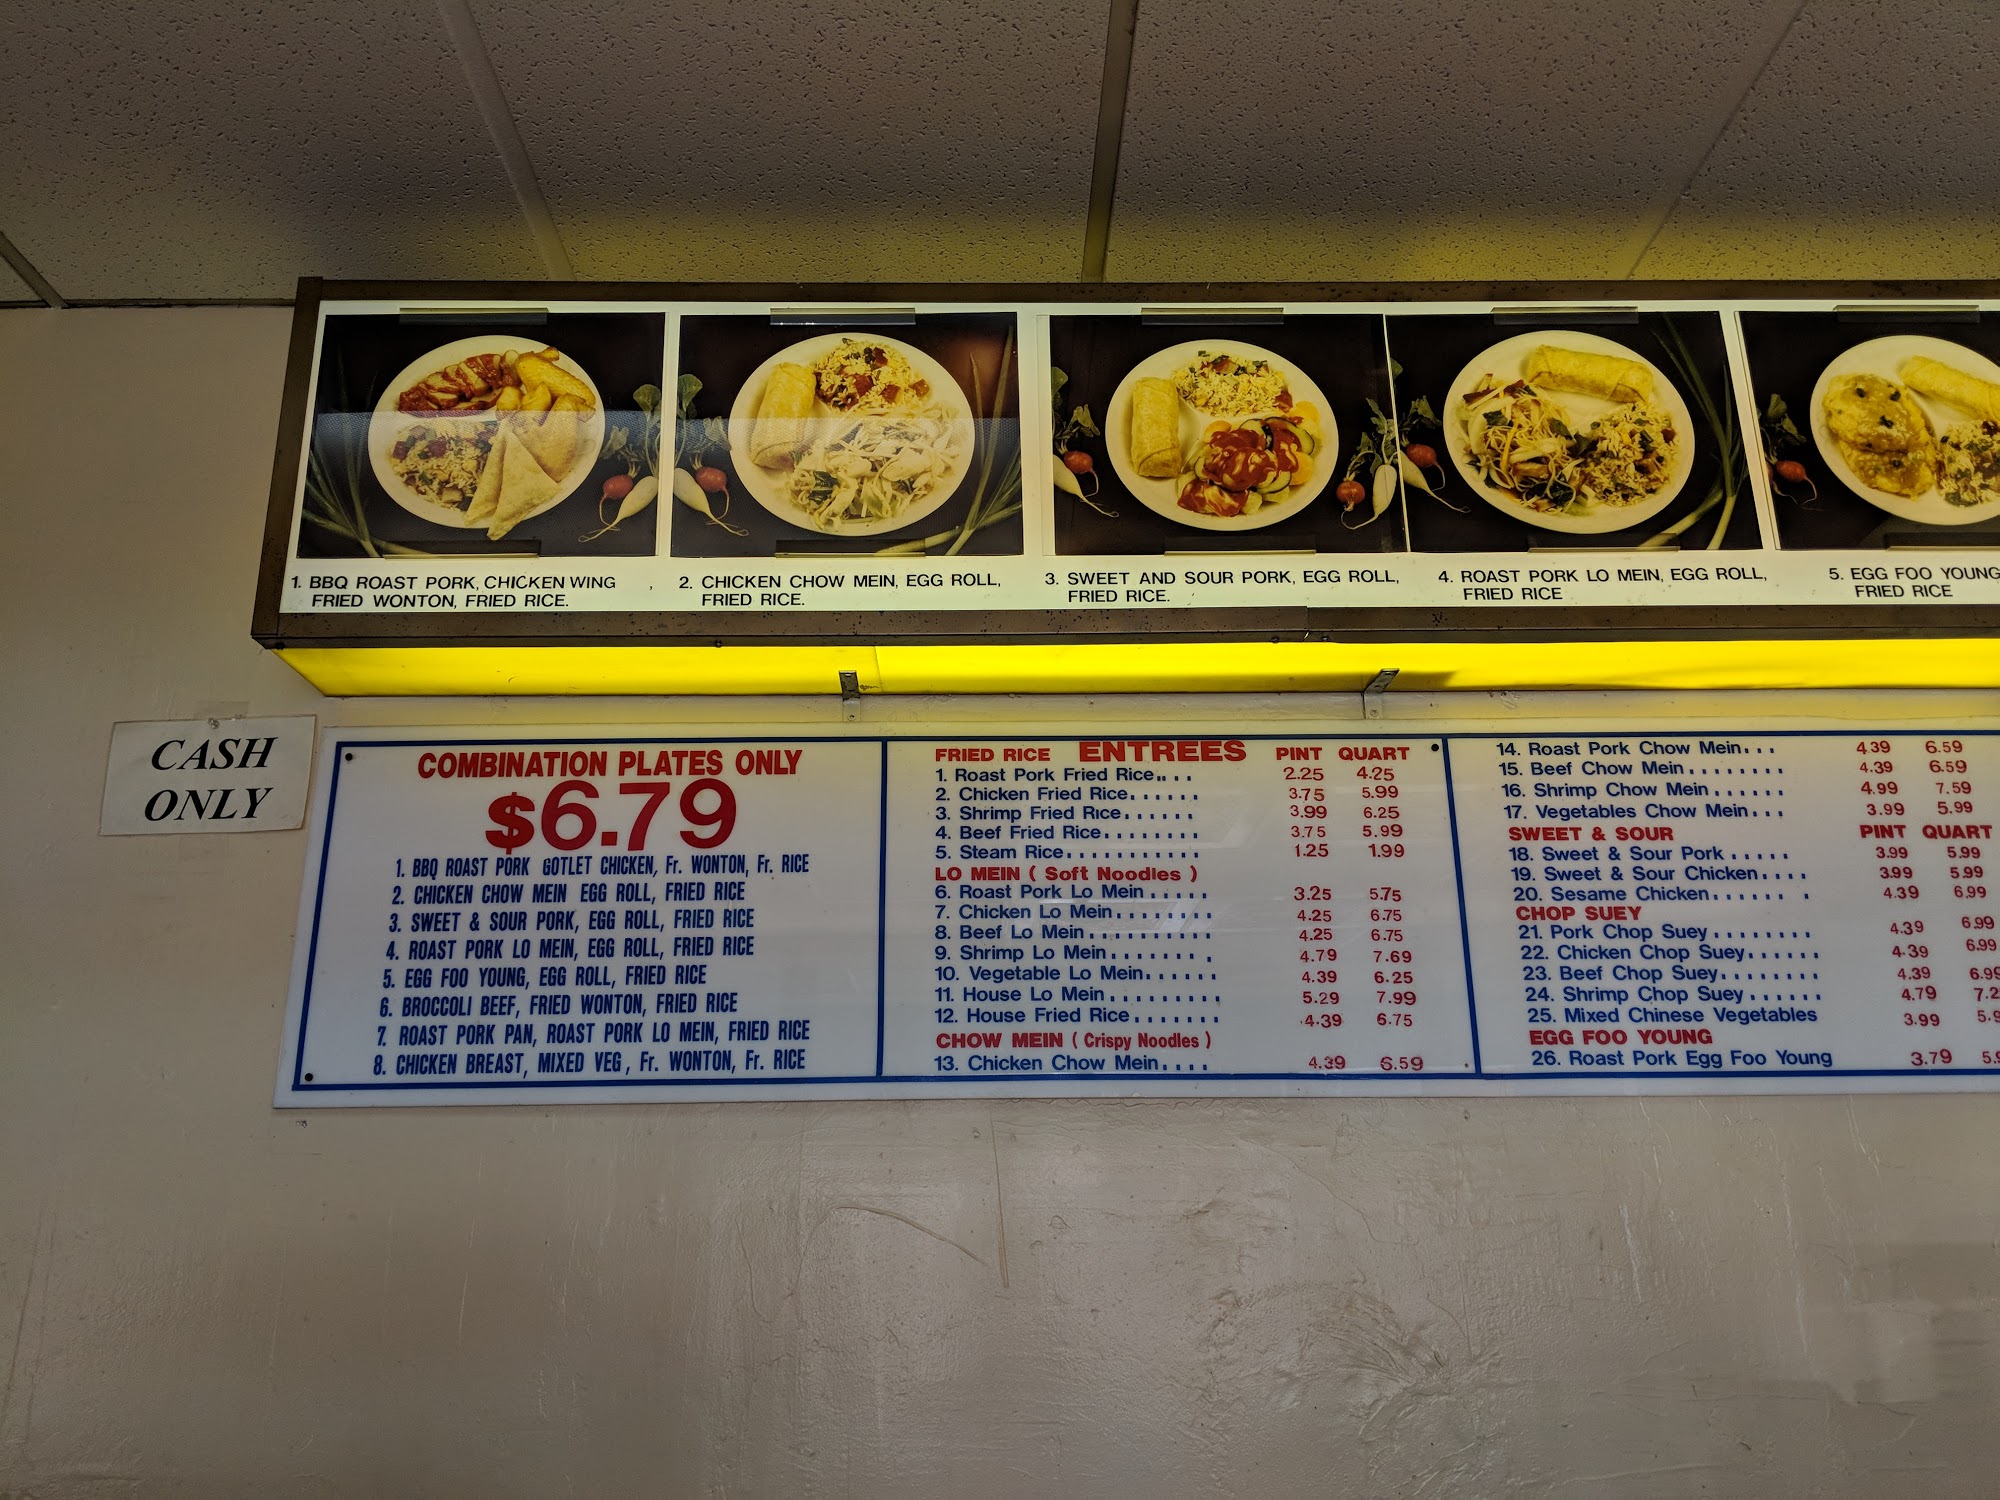 1. BBQ ROAST PORK, CHICKEN WING
FRIED WONTON, FRIED RICE.
2. CHICKEN CHOW MEIN, EGG ROLL,
FRIED RICE.
3. SWEET AND SOUR PORK, EGG ROLL,
FRIED RICE.
4. ROAST PORK LO MEIN, EGG ROLL,
FRIED RICE
5. EGG FOO YOUNG
FRIED RICE
CASH
ONLY
COMBINATION PLATES ONLY
$6.79
1. BBQ ROAST PORK GOTLET CHICKEN, Fr. WONTON, Fr. RICE
2. CHICKEN CHOW MEIN EGG ROLL, FRIED RICE
3. SWEET & SOUR PORK, EGG ROLL, FRIED RICE
4. ROAST PORK LO MEIN, EGG ROLL, FRIED RICE
5. EGG FOO YOUNG, EGG ROLL, FRIED RICE
6. BROCCOLI BEEF, FRIED WONTON, FRIED RICE
7. ROAST PORK PAN, ROAST PORK LO MEIN, FRIED RICE
8. CHICKEN BREAST, MIXED VEG, Fr. WONTON, Fr. RICE
FRIED RICE ENTREES PINT QUART
1. Roast Pork Fried Rice.... 2.25 4.25
2. Chicken Fried Rice...... 3.75 5.99
3. Shrimp Fried Rice....... 3.99 6.25
4. Beef Fried Rice........ 3.75 5.99
5. Steam Rice........... 1.25 1.99
LO MEIN ( Soft Noodles )
6. Roast Pork Lo Mein..... 3.25 5.75
7. Chicken Lo Mein........ 4.25 6.75
8. Beef Lo Mein.......... 4.25 6.75
9. Shrimp Lo Mein........ 4.79 7.69
10. Vegetable Lo Mein...... 4.39 6.25
11. House Lo Mein......... 5.29 7.99
12. House Fried Rice....... 4.39 6.75
CHOW MEIN ( Crispy Noodles )
13. Chicken Chow Mein.... 4.39 6.59
14. Roast Pork Chow Mein... 4 39 6.59
15. Beef Chow Mein........ 4.39 6.59
16. Shrimp Chow Mein...... 4.99 7.59
17. Vegetables Chow Mein... 3.99 5.99
SWEET & SOUR PINT QUART
18. Sweet & Sour Pork..... 3.99 5.99
19. Sweet & Sour Chicken.... 3.99 5.99
20. Sesame Chicken....... 4.39 6.99
CHOP SUEY
21. Pork Chop Suey........ 4.39 6.99
22. Chicken Chop Suey...... 4.39 6.99
23. Beef Chop Suey........ 4.39 6.99
24. Shrimp Chop Suey...... 4.79 7.2
25. Mixed Chinese Vegetables 3.99 5.9
EGG FOO YOUNG
26. Roast Pork Egg Foo Young 3.79 5.9